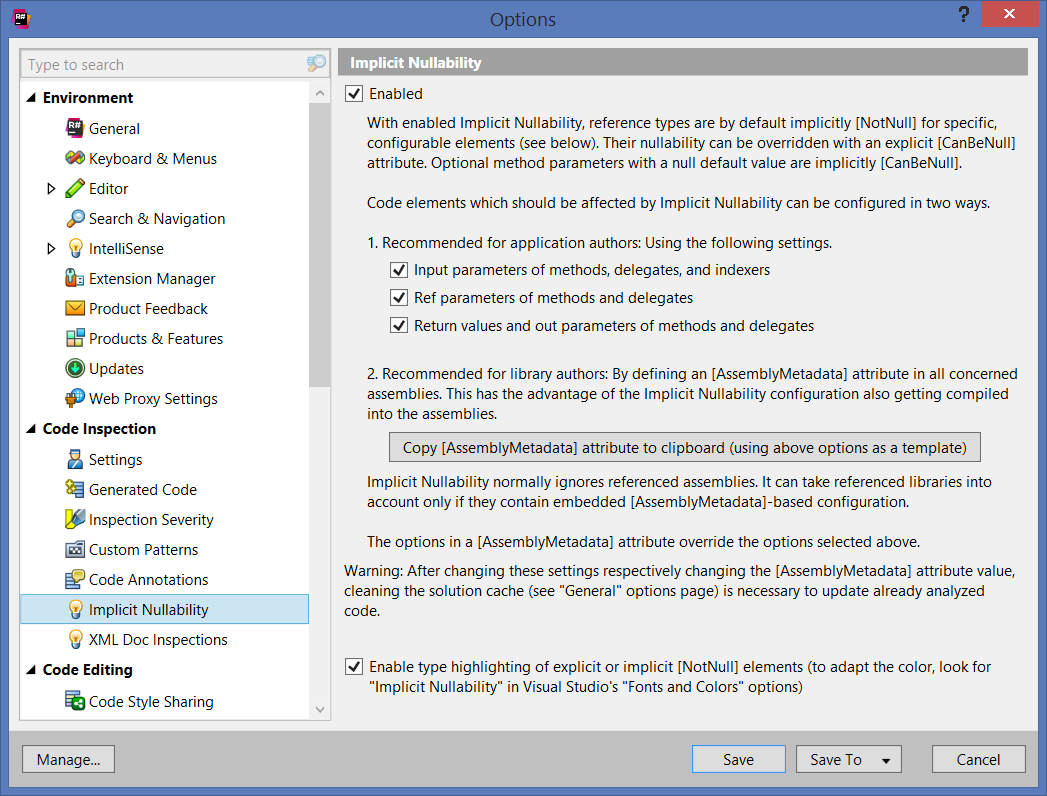 Options
?
Type to search
Environment
R# General
Keyboard & Menus
Editor
Search & Navigation
IntelliSense
Extension Manager
Product Feedback
Products & Features
Updates
Web Proxy Settings
Code Inspection
Settings
Generated Code
Inspection Severity
Custom Patterns
Code Annotations
Implicit Nullability
XML Doc Inspections
Code Editing
Code Style Sharing
Implicit Nullability
Enabled
With enabled Implicit Nullability, reference types are by default implicitly [NotNull] for specific,
configurable elements (see below). Their nullability can be overridden with an explicit [CanBeNull]
attribute. Optional method parameters with a null default value are implicitly [CanBeNull].
Code elements which should be affected by Implicit Nullability can be configured in two ways.
1. Recommended for application authors: Using the following settings.
Input parameters of methods, delegates, and indexers
Ref parameters of methods and delegates
Return values and out parameters of methods and delegates
2. Recommended for library authors: By defining an [AssemblyMetadata] attribute in all concerned
assemblies. This has the advantage of the Implicit Nullability configuration also getting compiled
into the assemblies.
Copy [AssemblyMetadata] attribute to clipboard (using above options as a template)
Implicit Nullability normally ignores referenced assemblies. It can take referenced libraries into
account only if they contain embedded [AssemblyMetadata]-based configuration.
The options in a [AssemblyMetadata] attribute override the options selected above.
Warning: After changing these settings respectively changing the [AssemblyMetadata] attribute value,
cleaning the solution cache (see "General" options page) is necessary to update already analyzed
code.
Enable type highlighting of explicit or implicit [NotNull] elements (to adapt the color, look for
"Implicit Nullability" in Visual Studio's "Fonts and Colors" options)
Manage...
Save
Save To
Cancel